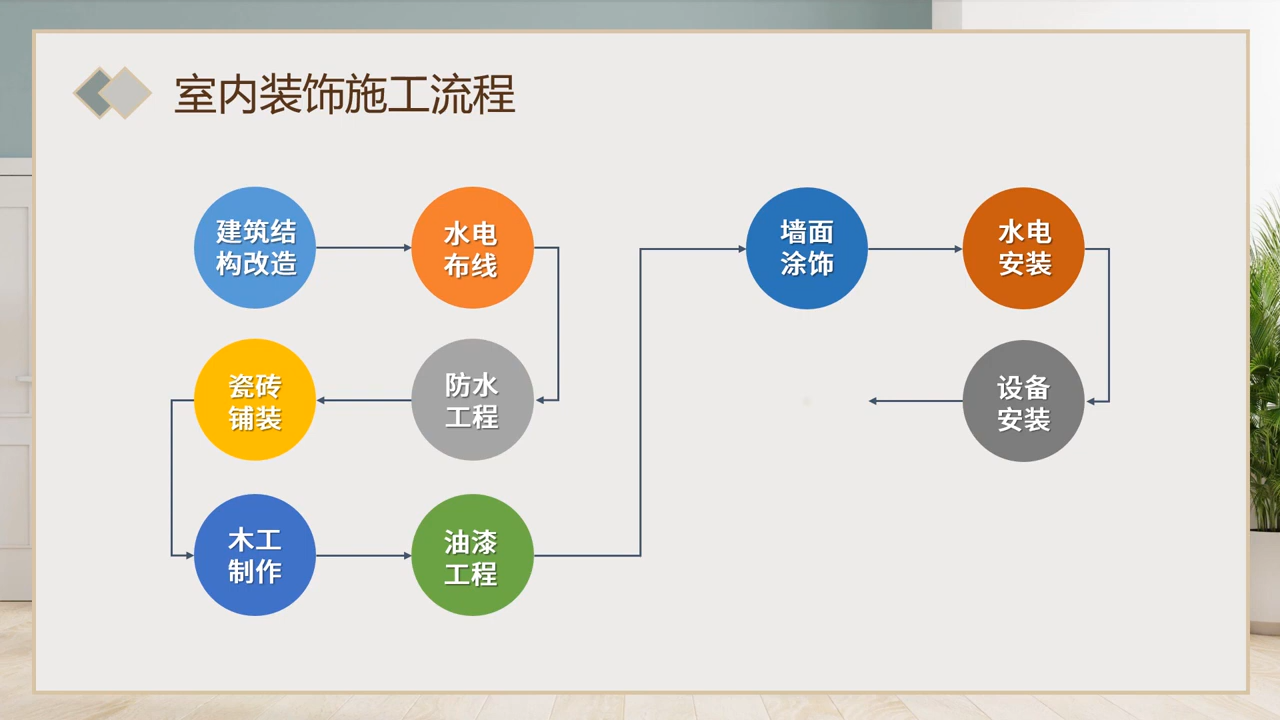 室内装饰施工流程
建筑结
构改造
水电
布线
防水
工程
瓷砖
铺装
木工
制作
油漆
工程
墙面
涂饰
水电
安装
设备
安装